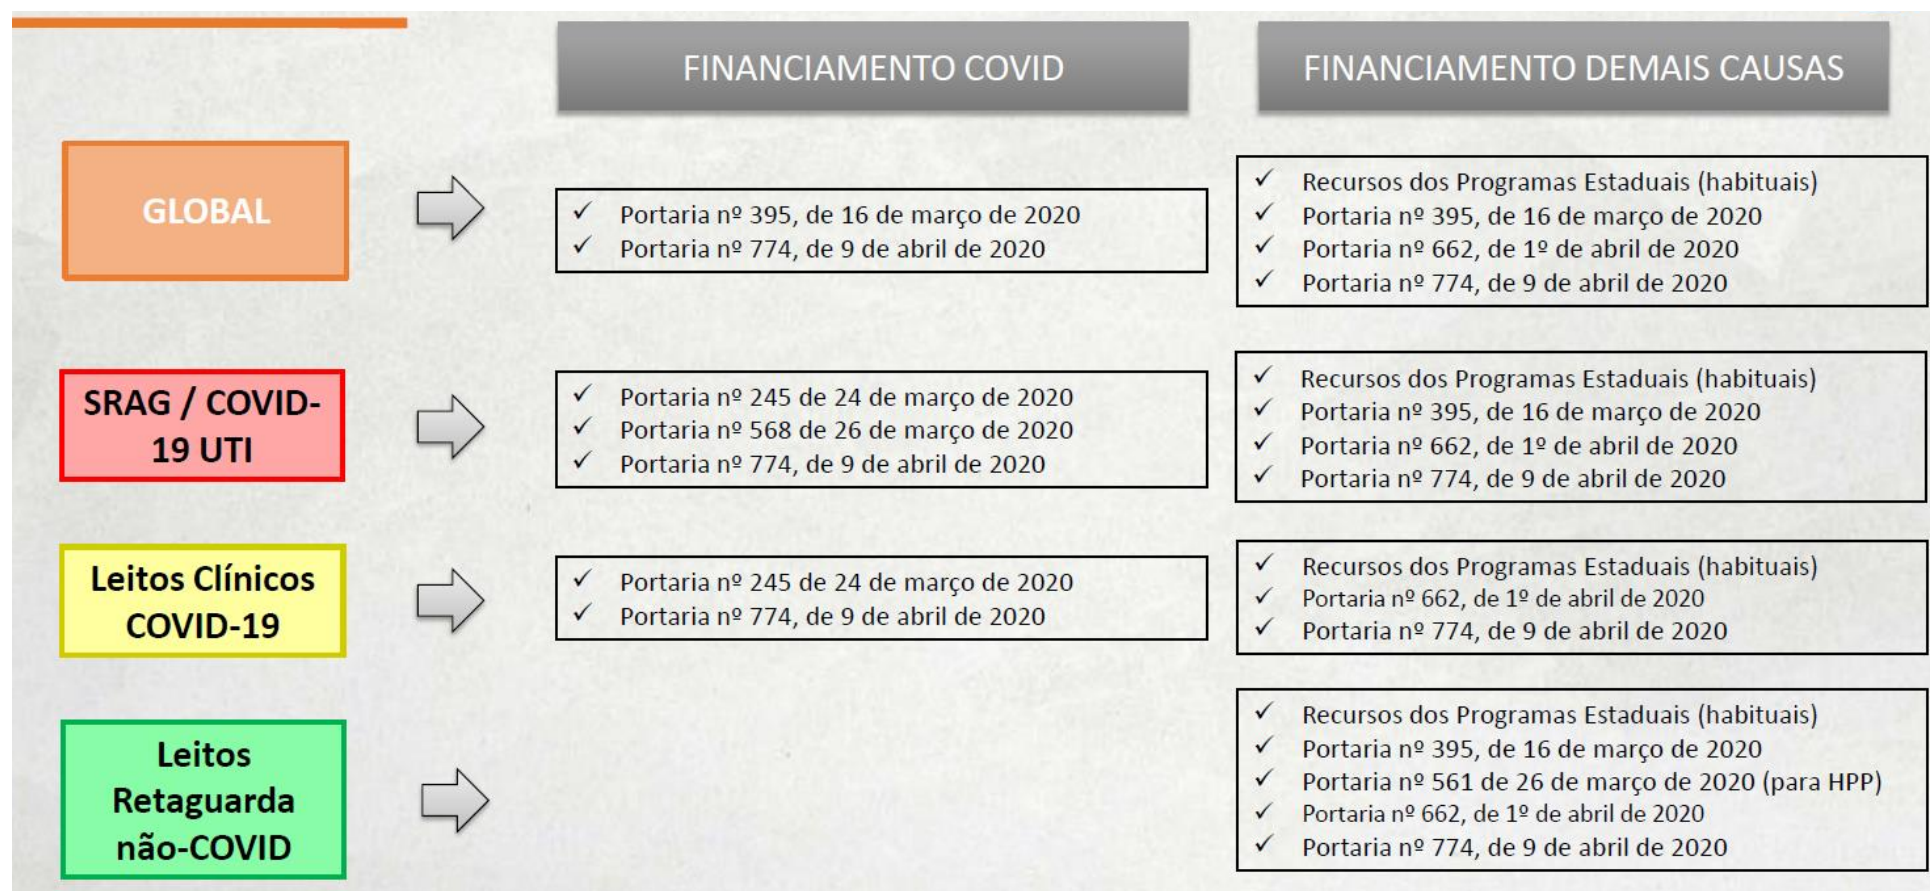 FINANCIAMENTO COVID
FINANCIAMENTO DEMAIS CAUSAS
GLOBAL
✓ Portaria nº 395, de 16 de março de 2020
✓ Portaria nº 774, de 9 de abril de 2020
✓ Recursos dos Programas Estaduais (habituais)
✓ Portaria nº 395, de 16 de março de 2020
✓ Portaria nº 662, de 1º de abril de 2020
✓ Portaria nº 774, de 9 de abril de 2020
SRAG / COVID-
19 UTI
✓ Portaria nº 245 de 24 de março de 2020
✓ Portaria nº 568 de 26 de março de 2020
✓ Portaria nº 774, de 9 de abril de 2020
✓ Recursos dos Programas Estaduais (habituais)
✓ Portaria nº 395, de 16 de março de 2020
✓ Portaria nº 662, de 1º de abril de 2020
✓ Portaria nº 774, de 9 de abril de 2020
Leitos Clínicos
COVID-19
✓ Portaria nº 245 de 24 de março de 2020
✓ Portaria nº 774, de 9 de abril de 2020
✓ Recursos dos Programas Estaduais (habituais)
✓ Portaria nº 662, de 1º de abril de 2020
✓ Portaria nº 774, de 9 de abril de 2020
Leitos
Retaguarda
não-COVID
✓ Recursos dos Programas Estaduais (habituais)
✓ Portaria nº 395, de 16 de março de 2020
✓ Portaria nº 561 de 26 de março de 2020 (para HPP)
✓ Portaria nº 662, de 1º de abril de 2020
✓ Portaria nº 774, de 9 de abril de 2020